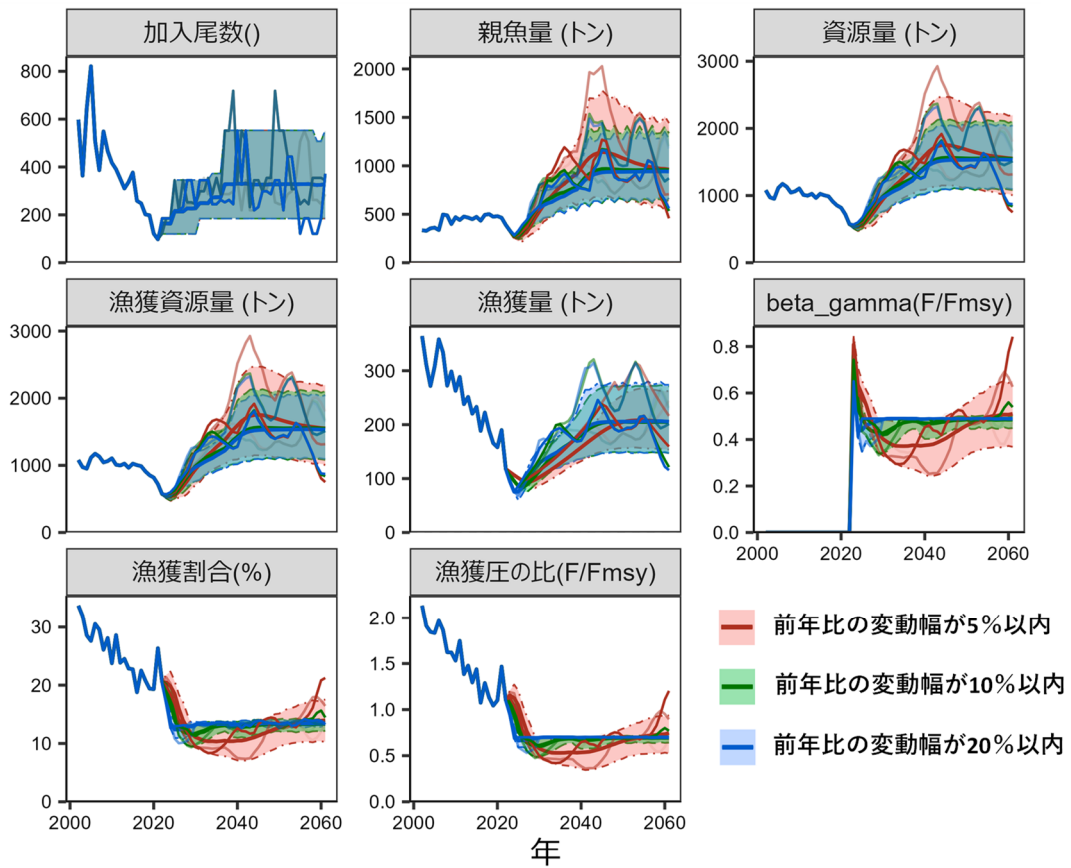 加入尾数()
親魚量 (トン)
資源量 (トン)
800
600
400
200
0
2000
1500
1000
500
0
3000
2000
1000
0
漁獲資源量 (トン)
漁獲量 (トン)
beta_gamma(F/Fmsy)
3000
2000
1000
0
300
200
100
0
0.8
0.6
0.4
0.2
0.0
2000 2020 2040 2060
漁獲割合(%)
漁獲圧の比(F/Fmsy)
30
20
10
0
2.0
1.5
1.0
0.5
0.0
2000 2020 2040 2060
2000 2020 2040 2060
年
前年比の変動幅が5%以内
前年比の変動幅が10%以内
前年比の変動幅が20%以内